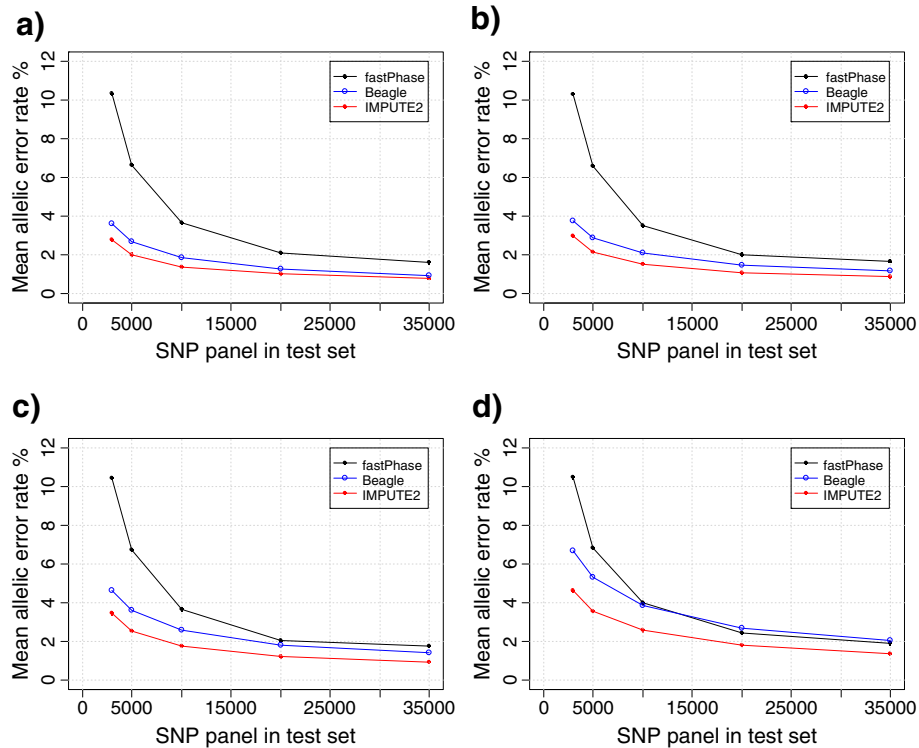 a)
Mean allelic error rate %
12
10
8
6
4
2
0
fastPhase
Beagle
IMPUTE2
0 5000 15000 25000 35000
SNP panel in test set
b)
Mean allelic error rate %
12
10
8
6
4
2
0
fastPhase
Beagle
IMPUTE2
0 5000 15000 25000 35000
SNP panel in test set
c)
Mean allelic error rate %
12
10
8
6
4
2
0
fastPhase
Beagle
IMPUTE2
0 5000 15000 25000 35000
SNP panel in test set
d)
Mean allelic error rate %
12
10
8
6
4
2
0
fastPhase
Beagle
IMPUTE2
0 5000 15000 25000 35000
SNP panel in test set